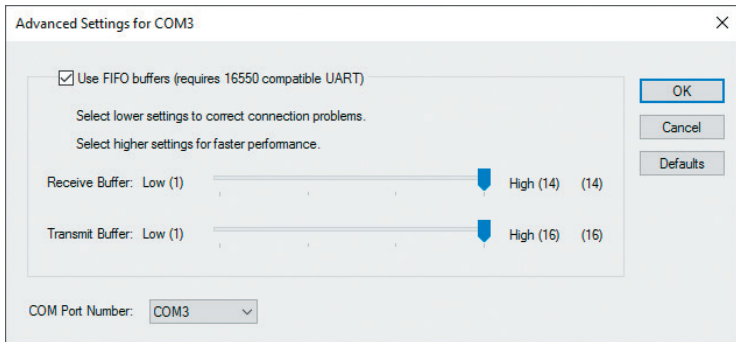 Advanced Settings for COM3
Use FIFO buffers (requires 16550 compatible UART)
Select lower settings to correct connection problems.
Select higher settings for faster performance.
Receive Buffer: Low (1) High (14) (14)
Transmit Buffer: Low (1) High (16) (16)
COM Port Number: COM3
OK
Cancel
Defaults